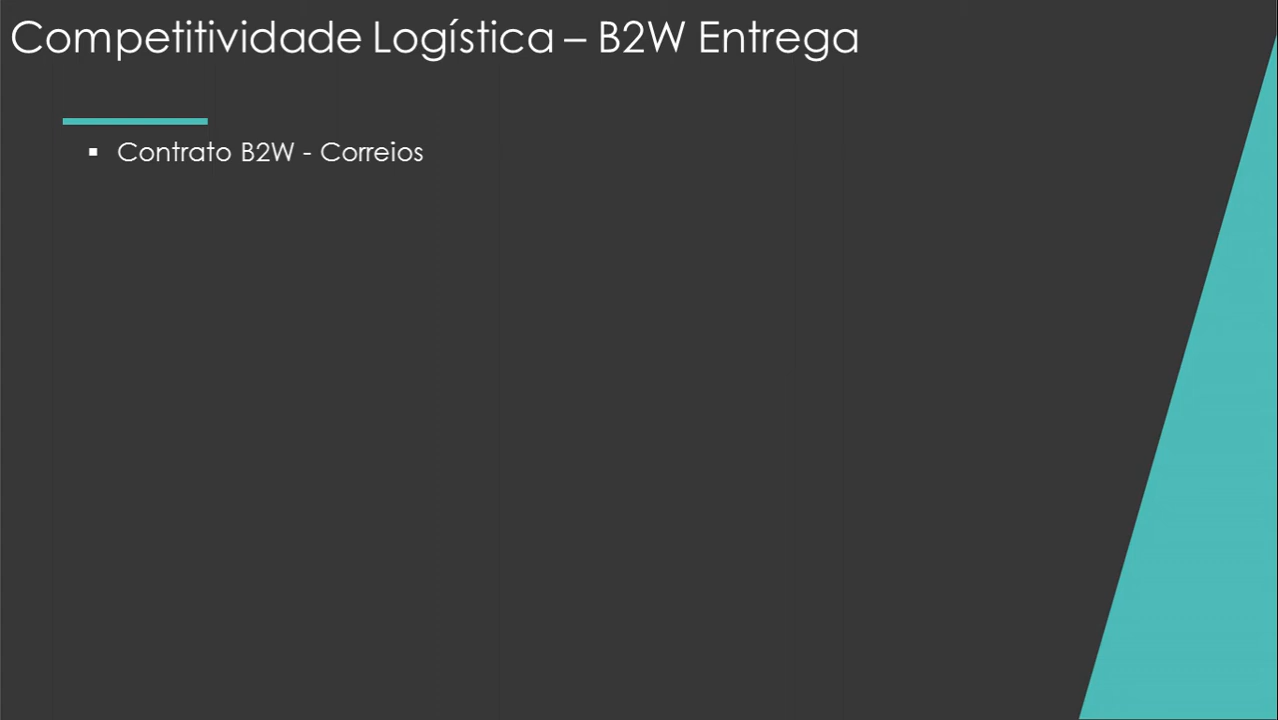 Competitividade Logística – B2W Entrega
▪ Contrato B2W - Correios